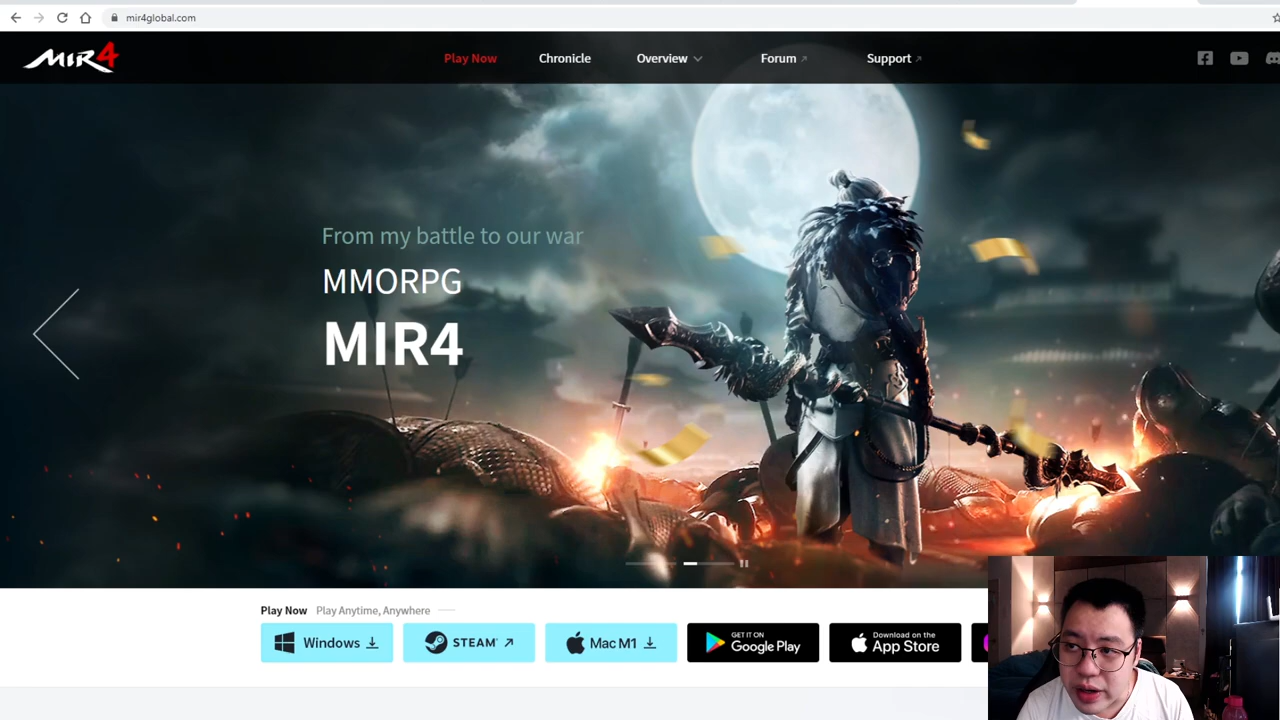 mir4global.com
MIR4
Play Now
Chronicle
Overview
Forum
Support
From my battle to our war
MMORPG
MIR4
Play Now Play Anytime, Anywhere
Windows
STEAM
Mac M1
GET IT ON
Google Play
Download on the
App Store